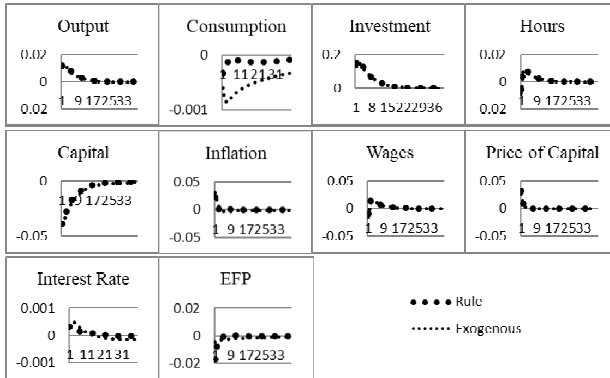 Output
0.02
0
0.02
1 9 172533
Consumption
0
-0.001
1 112131
Investment
0.2
0
1 8 15222936
Hours
0.02
0
0.02
1 9 172533
Capital
0
-0.05
1 9 172533
Inflation
0.05
0
-0.05
1 9 172533
Wages
0.05
0
-0.05
1 9 172533
Price of Capital
0.05
0
-0.05
1 9 172533
Interest Rate
0.001
0
-0.001
1 112131
EFP
0.02
0
-0.02
1 9 172533
Rule
Exogenous